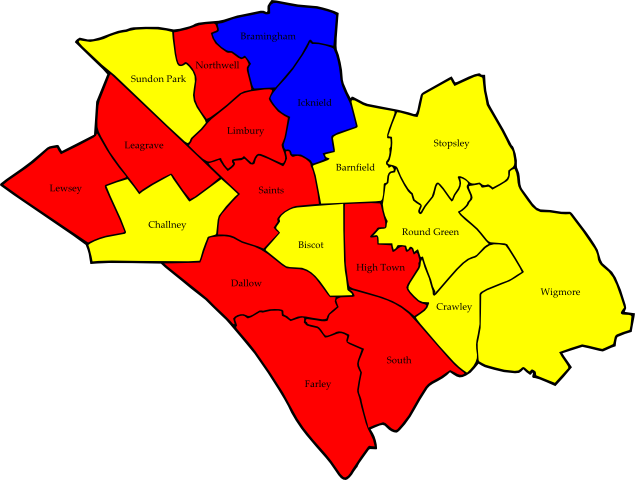 Barmingham
Northwell
Sundon Park
Icknield
Limbury
Leagrave
Stopsley
Barnfield
Lewsey
Saints
Challney
Round Green
Biscot
High Town
Dallow
Wigmore
Crawley
South
Farley